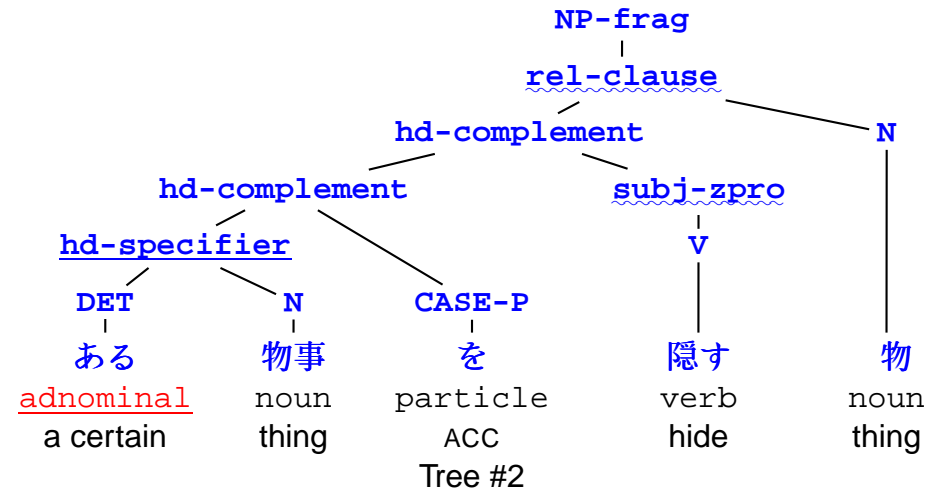 NP-frag
rel-clause
hd-complement N
hd-complement subj-zpro
hd-specifier V
DET N CASE-P
ある 物事 を 隠す 物
adnominal noun particle verb noun
a certain thing ACC hide thing
Tree #2